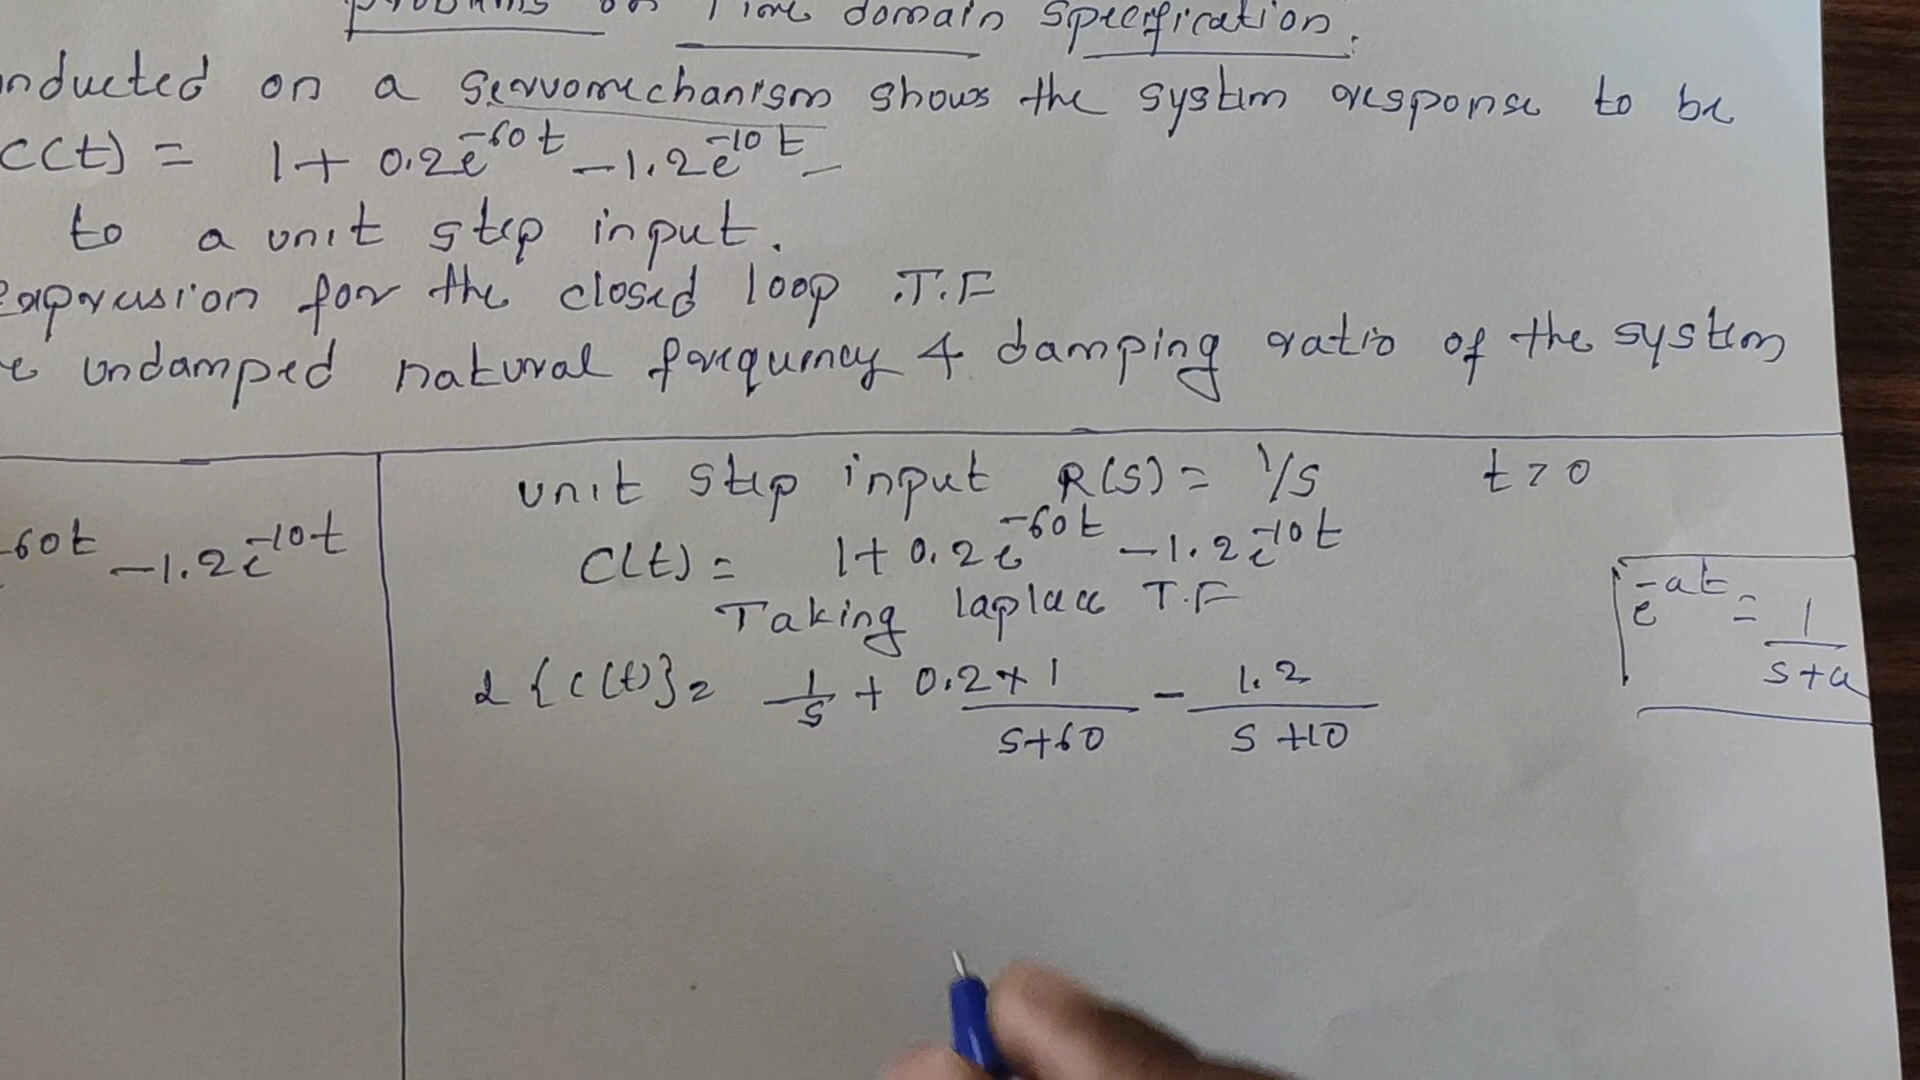 problems on Time domain Specification.
nducted on a servomechanism shows the system response to be
C(t) = 1 + 0.2e^-60t - 1.2e^-10t
to a unit step input.
expression for the closed loop T.F
e undamped natural frequency & damping ratio of the system
-60t - 1.2e^-10t
unit step input R(S) = 1/S t ≥ 0
C(t) = 1 + 0.2e^-60t - 1.2e^-10t
Taking laplace T.F
L{c(t)} = 1/s + 0.2 × 1/s+60 - 1.2/s+10
e^-at = 1/s+a